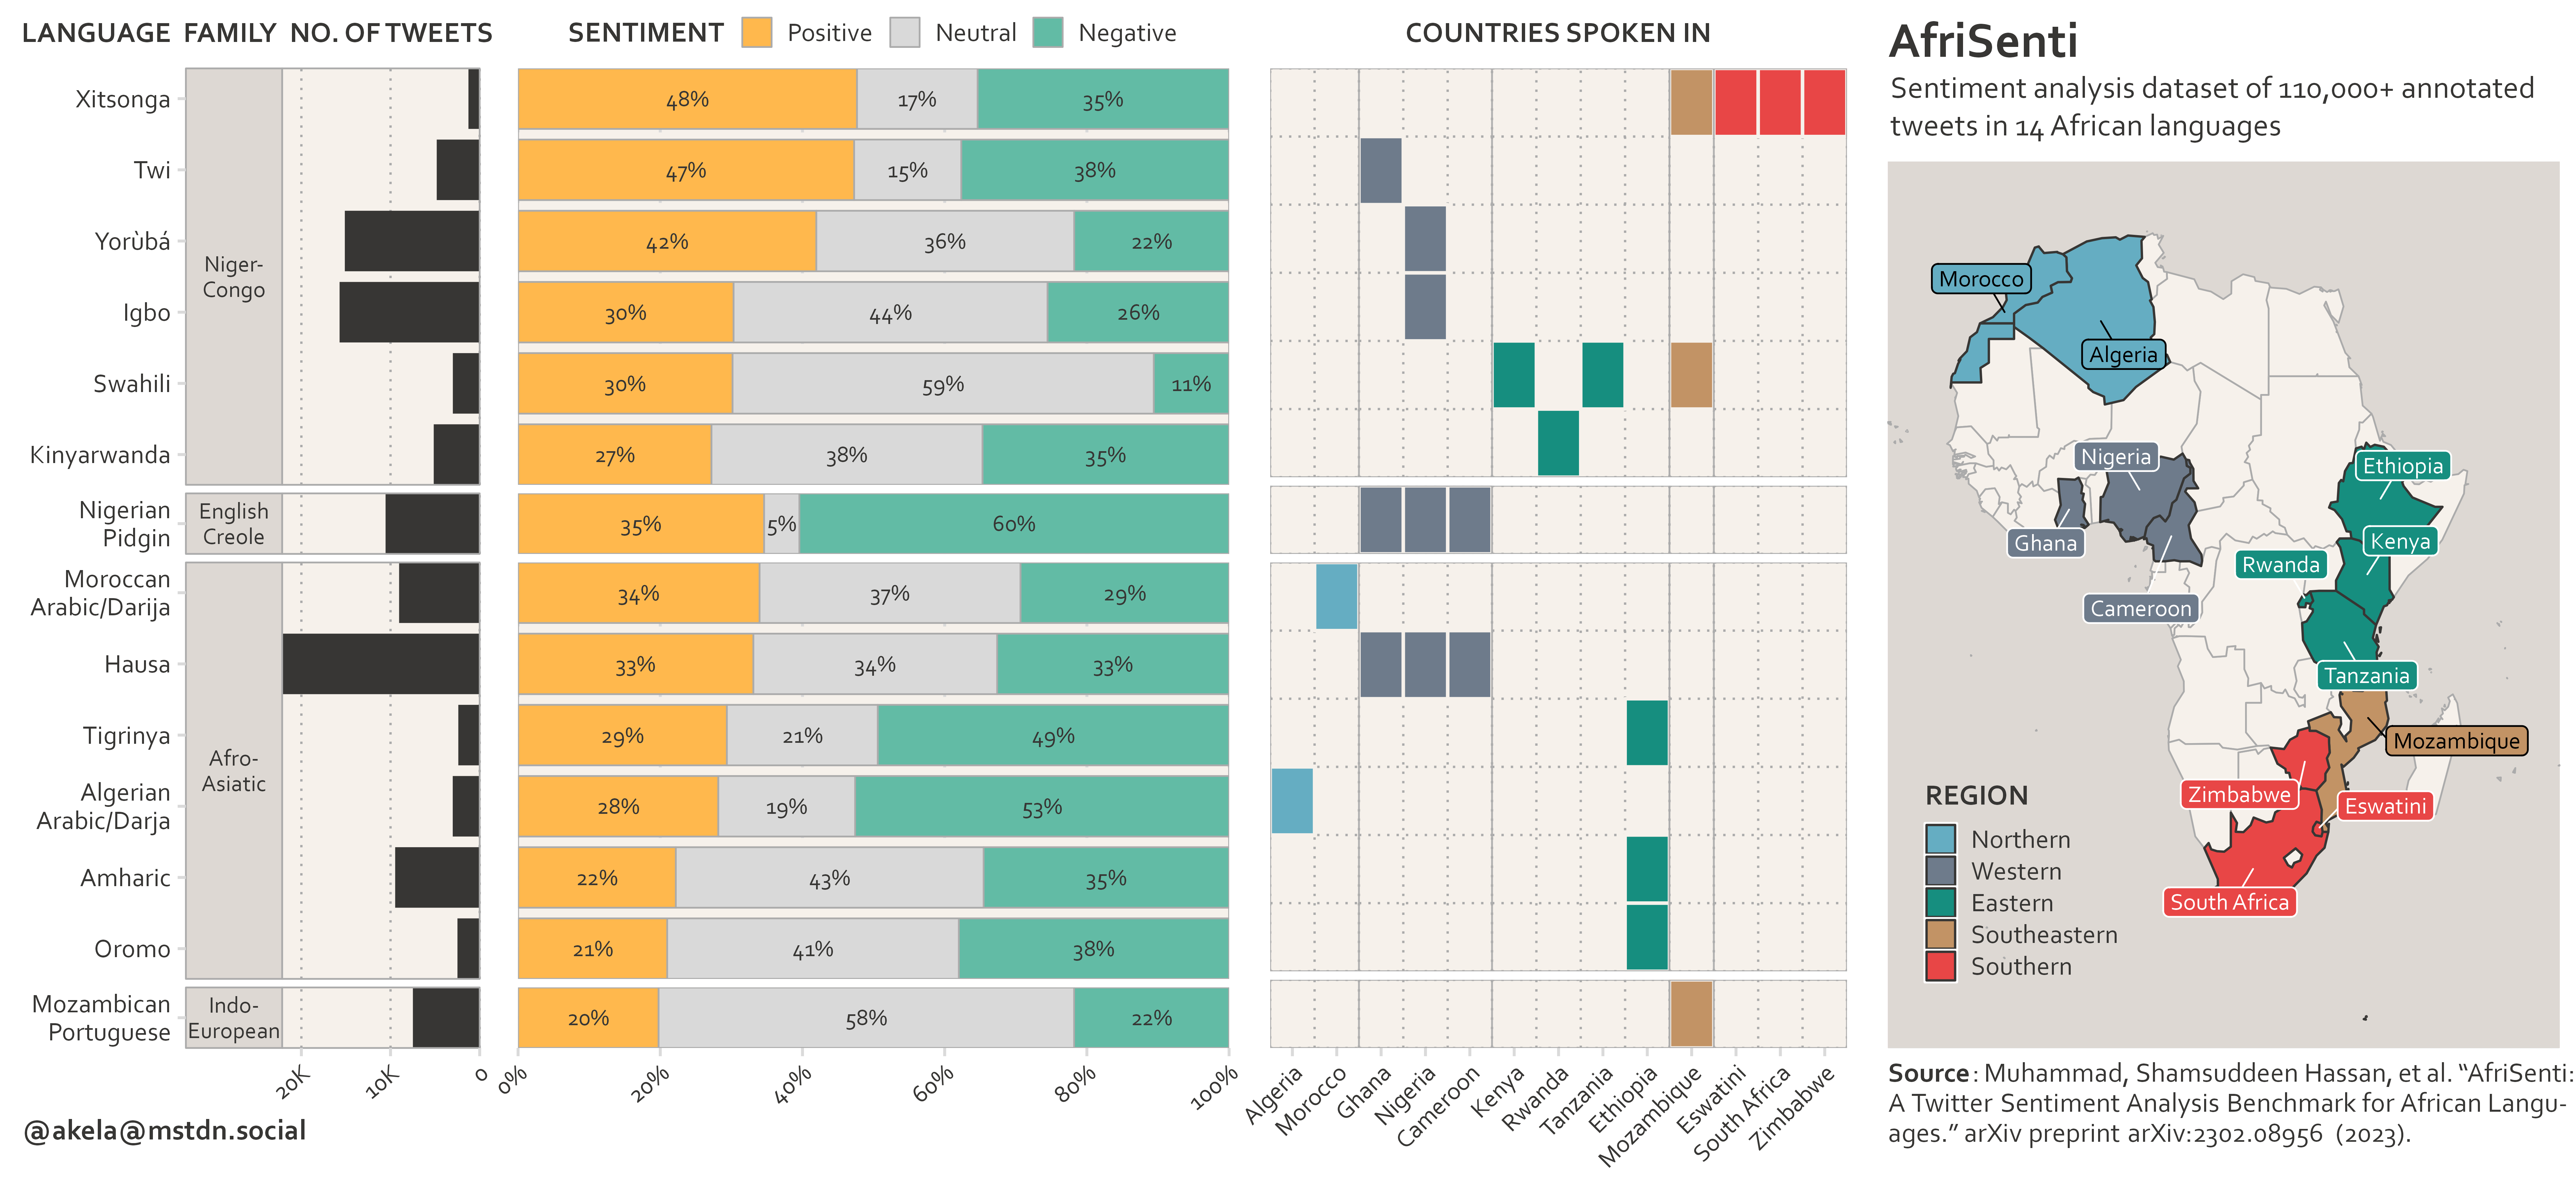 LANGUAGE FAMILY NO. OF TWEETS
SENTIMENT Positive Neutral Negative
COUNTRIES SPOKEN IN
AfriSenti
Sentiment analysis dataset of 110,000+ annotated
tweets in 14 African languages
Niger-
Congo
Xitsonga 48% 17% 35%
Twi 47% 15% 38%
Yorùbá 42% 36% 22%
Igbo 30% 44% 26%
Swahili 30% 59% 11%
Kinyarwanda 27% 38% 35%
English
Creole
Nigerian
Pidgin
35% 5% 60%
Afro-
Asiatic
Moroccan
Arabic/Darija
34% 37% 29%
Hausa 33% 34% 33%
Tigrinya 29% 21% 49%
Algerian
Arabic/Darja
28% 19% 53%
Amharic 22% 43% 35%
Oromo 21% 41% 38%
Indo-
European
Mozambican
Portuguese
20% 58% 22%
20K 10K 0
0% 20% 40% 60% 80% 100%
Algeria
Morocco
Ghana
Nigeria
Cameroon
Kenya
Rwanda
Tanzania
Ethiopia
Mozambique
Eswatini
South Africa
Zimbabwe
Morocco
Algeria
Nigeria
Ethiopia
Ghana
Kenya
Rwanda
Cameroon
Tanzania
Mozambique
Zimbabwe
Eswatini
South Africa
REGION
Northern
Western
Eastern
Southeastern
Southern
Source: Muhammad, Shamsuddeen Hassan, et al. “AfriSenti:
A Twitter Sentiment Analysis Benchmark for African Langu-
ages.” arXiv preprint arXiv:2302.08956 (2023).
@akela@mstdn.social